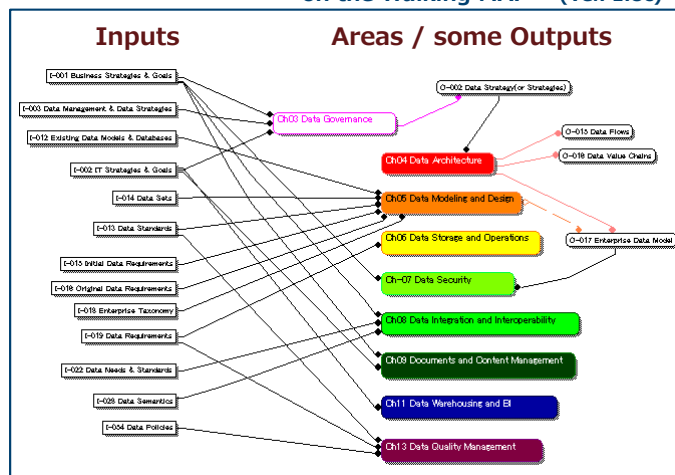 on the Walking MAP (Ver. 1.00)
Inputs
Areas / some Outputs
I-001 Business Strategies & Goals
I-003 Data Management & Data Strategies
I-012 Existing Data Models & Databases
I-002 IT Strategies & Goals
I-014 Data Sets
I-013 Data Standards
I-015 Initial Data Requirements
I-016 Original Data Requirements
I-018 Enterprise Taxonomy
I-019 Data Requirements
I-022 Data Needs & Standards
I-028 Data Semantics
I-054 Data Policies
O-002 Data Strategy(or Strategies)
Ch03 Data Governance
O-015 Data Flows
Ch04 Data Architecture
O-016 Data Value Chains
Ch05 Data Modeling and Design
Ch06 Data Storage and Operations
O-017 Enterprise Data Model
Ch-07 Data Security
Ch08 Data Integration and Interoperability
Ch09 Documents and Content Management
Ch11 Data Warehousing and BI
Ch13 Data Quality Management